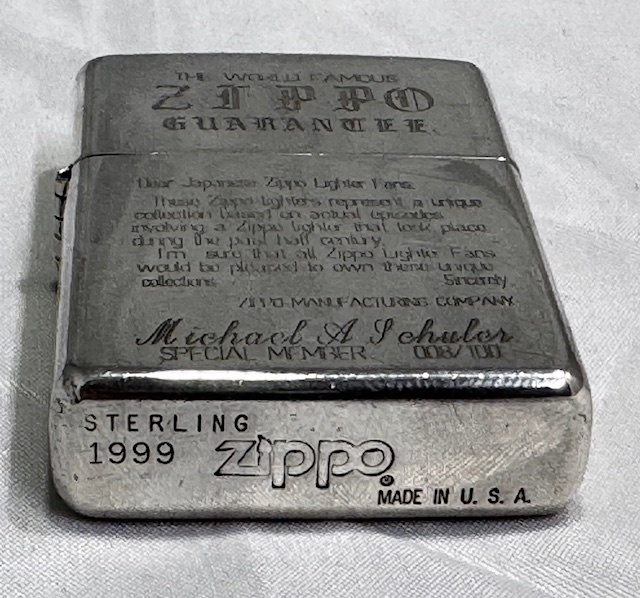 THE WORLD FAMOUS
ZIPPO
GUARANTEE.
Dear Japanese Zippo Lighter Fans:
These Zippo lighters represent a unique
collection based on actual episodes
involving a Zippo lighter that took place
during the past half century.
I'm sure that all Zippo Lighter Fans
would be pleased to own these unique
collections. Sincerely
ZIPPO MANUFACTURING COMPANY
Michael A Schuler
SPECIAL MEMBER 008/100
STERLING
1999 Zippo®
MADE IN U. S. A.